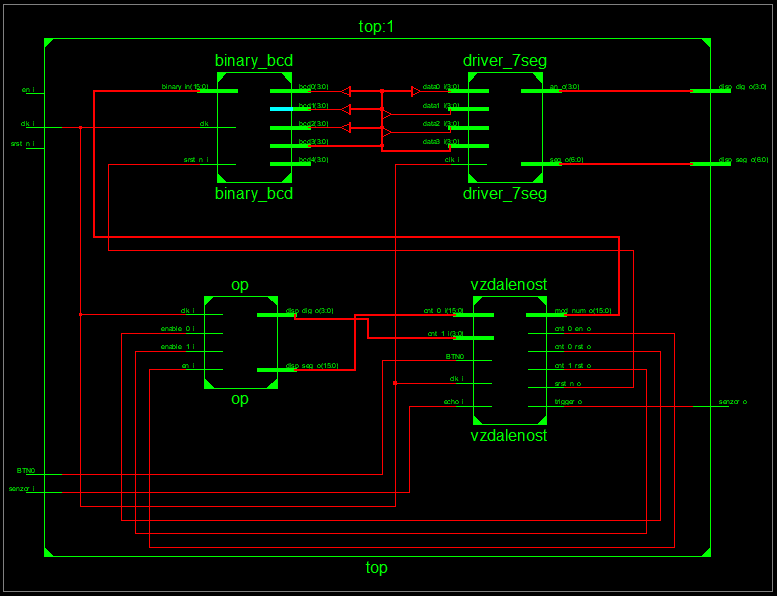 top:1
binary_bcd
driver_7seg
en_i
clk_i
srst_n_i
binary_in(15:0)
clk
srst_n_i
bcd0(3:0)
bcd1(3:0)
bcd2(3:0)
bcd3(3:0)
bcd4(3:0)
data0_i(3:0)
data1_i(3:0)
data2_i(3:0)
data3_i(3:0)
clk_i
an_o(3:0)
seg_o(6:0)
disp_dig_o(3:0)
disp_seg_o(6:0)
binary_bcd
driver_7seg
op
vzdalenost
clk_i
enable_0_i
enable_1_i
en_i
disp_dig_o(3:0)
disp_seg_o(15:0)
cnt_0_i(15:0)
cnt_1_i(3:0)
BTN0
clk_i
echo_i
cnt_0_en_o
cnt_0_rst_o
cnt_1_rst_o
srst_n_o
trigger_o
senzor_o
op
vzdalenost
BTN0
senzor_i
top